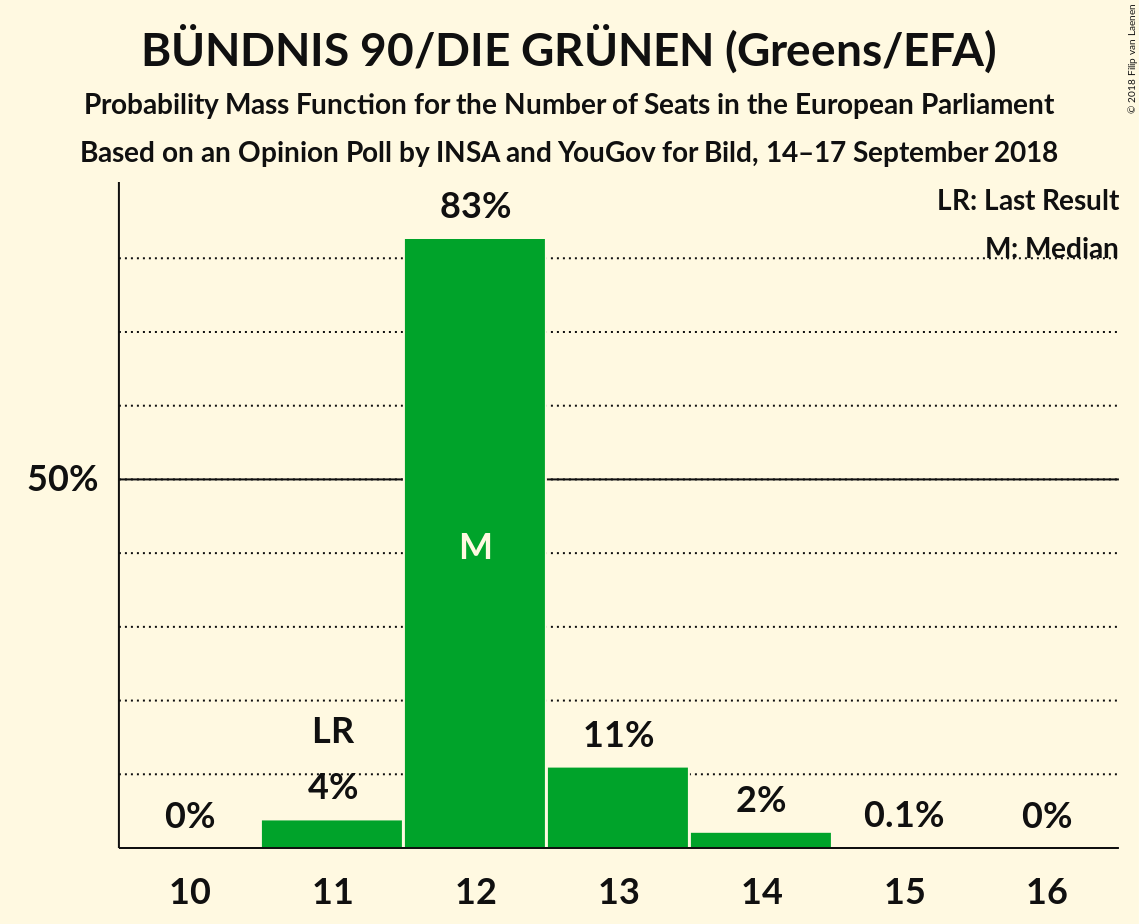 BÜNDNIS 90/DIE GRÜNEN (Greens/EFA)
Probability Mass Function for the Number of Seats in the European Parliament
Based on an Opinion Poll by INSA and YouGov for Bild, 14–17 September 2018
© 2018 Filip van Laenen
LR: Last Result
M: Median
83%
50%
M
LR
11%
4%
2%
0%
0.1%
0%
10 11 12 13 14 15 16